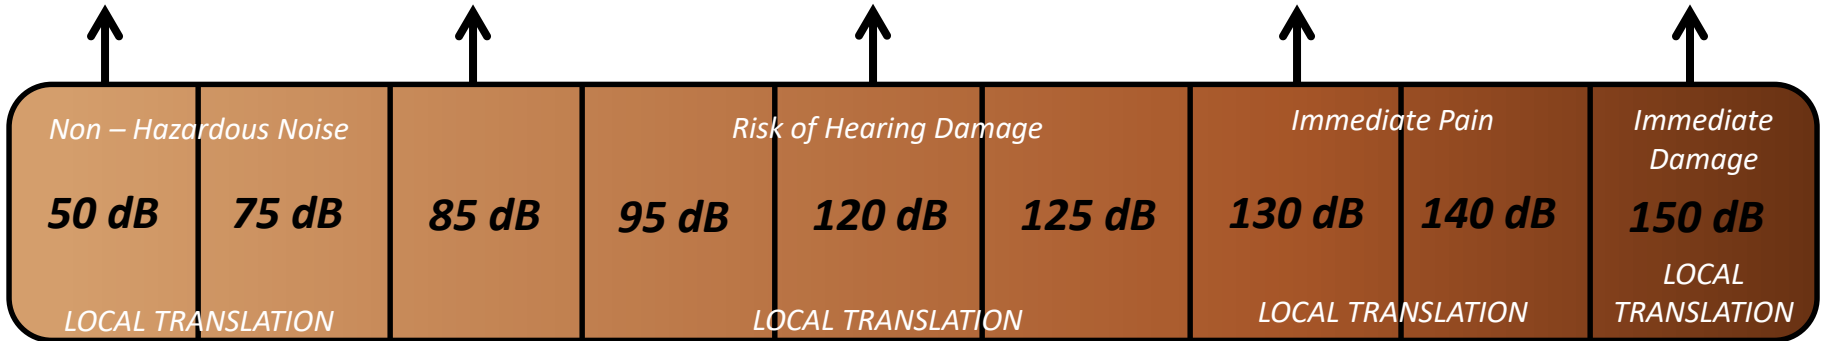 Non – Hazardous Noise
Risk of Hearing Damage
Immediate Pain
Immediate
Damage
50 dB
75 dB
85 dB
95 dB
120 dB
125 dB
130 dB
140 dB
150 dB
LOCAL TRANSLATION
LOCAL TRANSLATION
LOCAL TRANSLATION
LOCAL
TRANSLATION